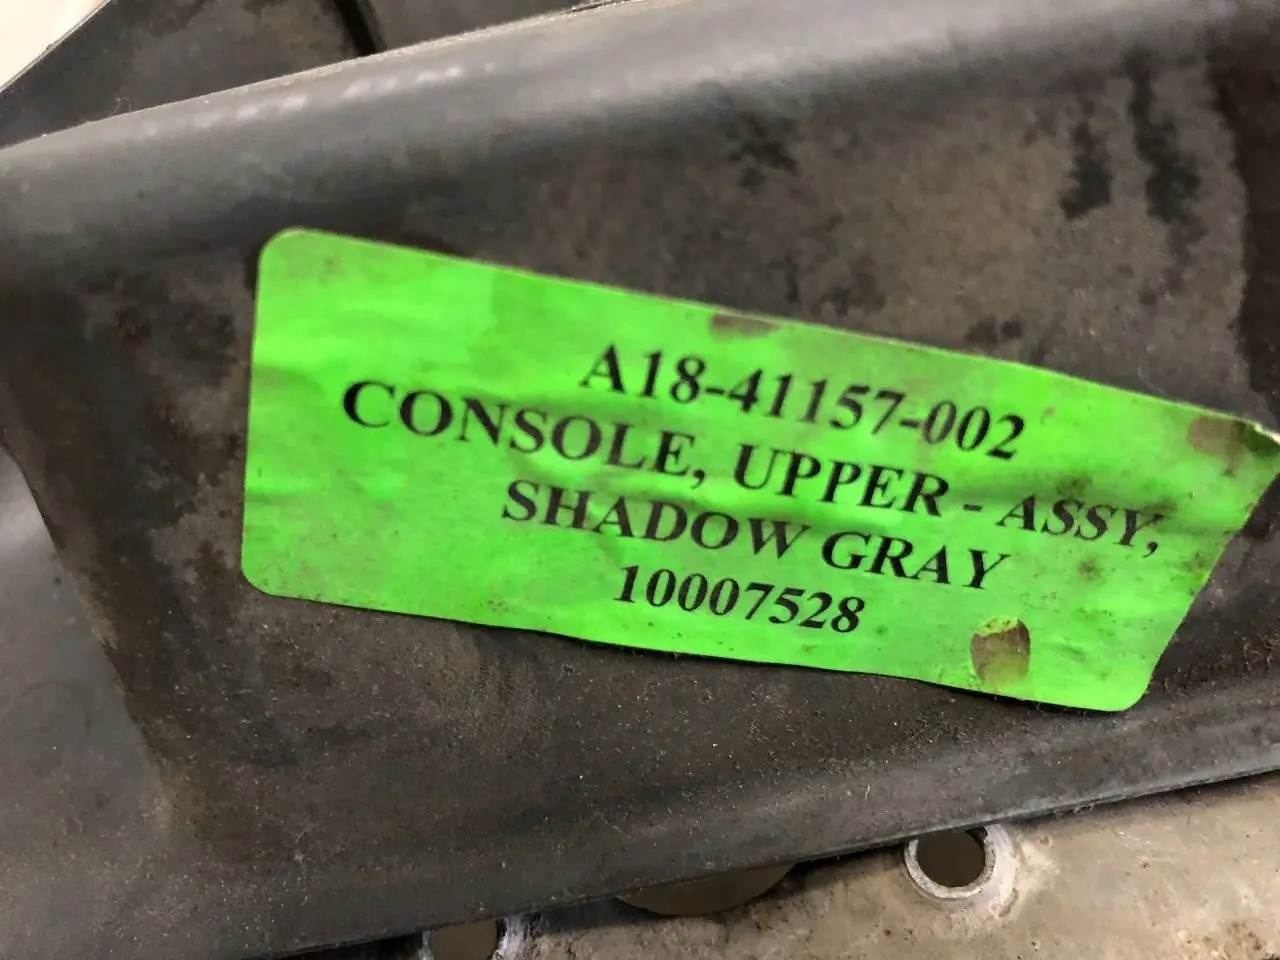 A18-41157-002
CONSOLE, UPPER - ASSY,
SHADOW GRAY
10007528